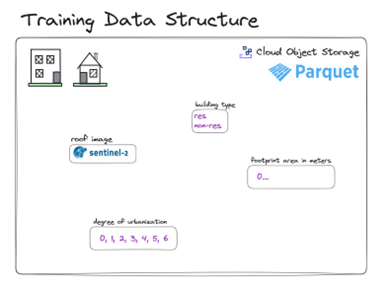 Training Data Structure
Cloud Object Storage
Parquet
building type
res
non-res
roof image
sentinel-2
footprint area in meters
0...
degree of urbanization
0, 1, 2, 3, 4, 5, 6